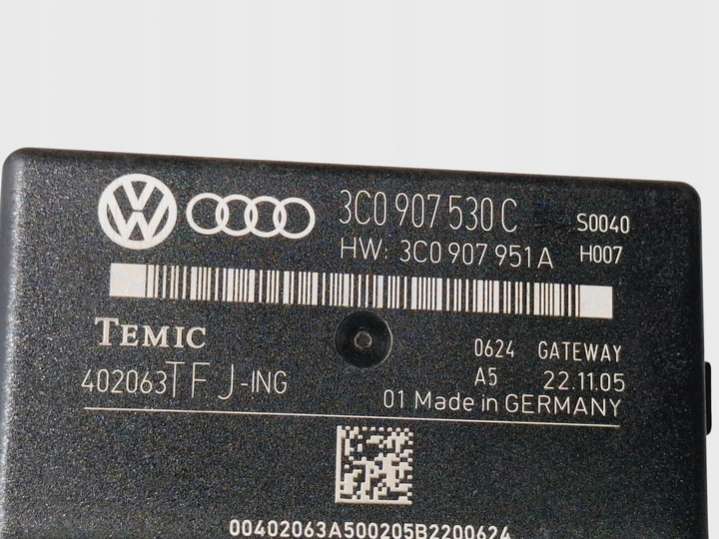 3C0 907 530 C S0040
HW: 3C0 907 951 A H007
TEMIC 0624 GATEWAY
402063TFJ-ING A5 22.11.05
01 Made in GERMANY
00402063A500205B2200624